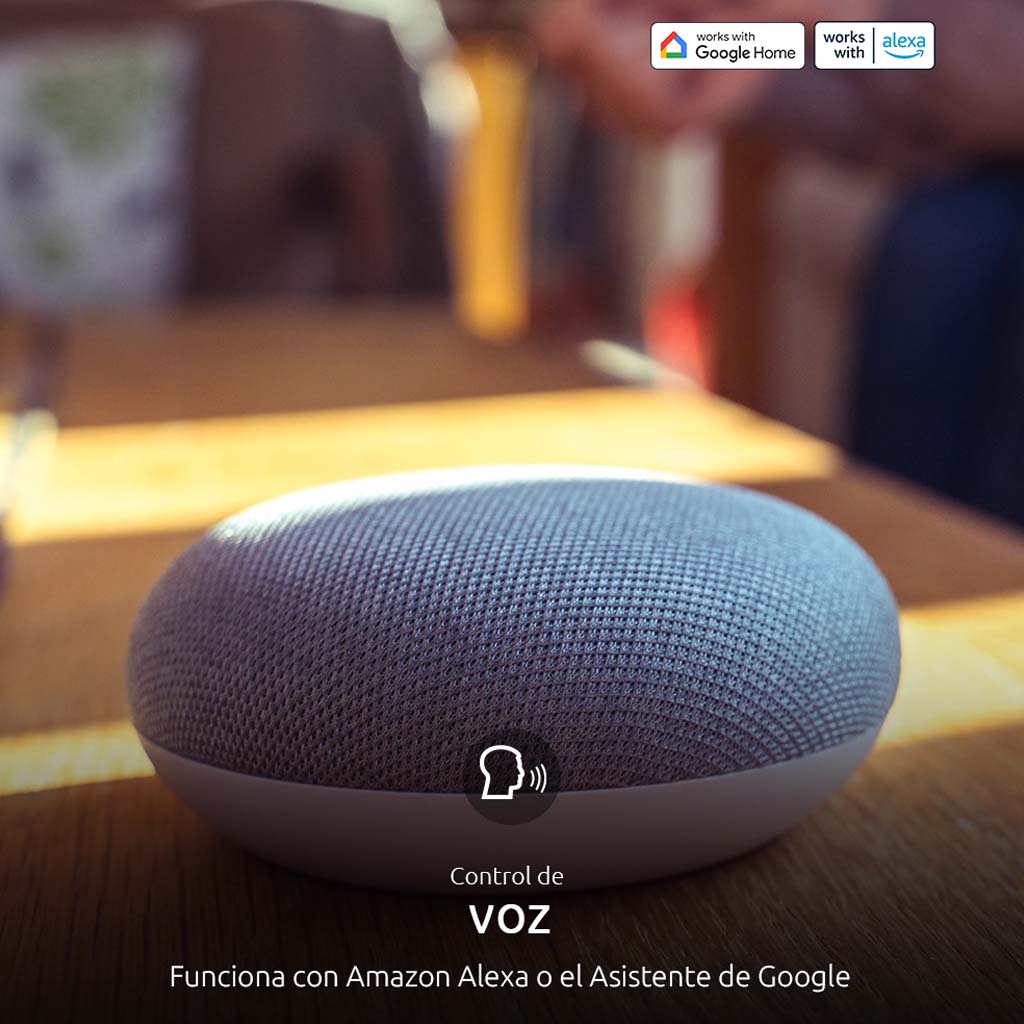 works with
Google Home
works
with
alexa
Control de
VOZ
Funciona con Amazon Alexa o el Asistente de Google